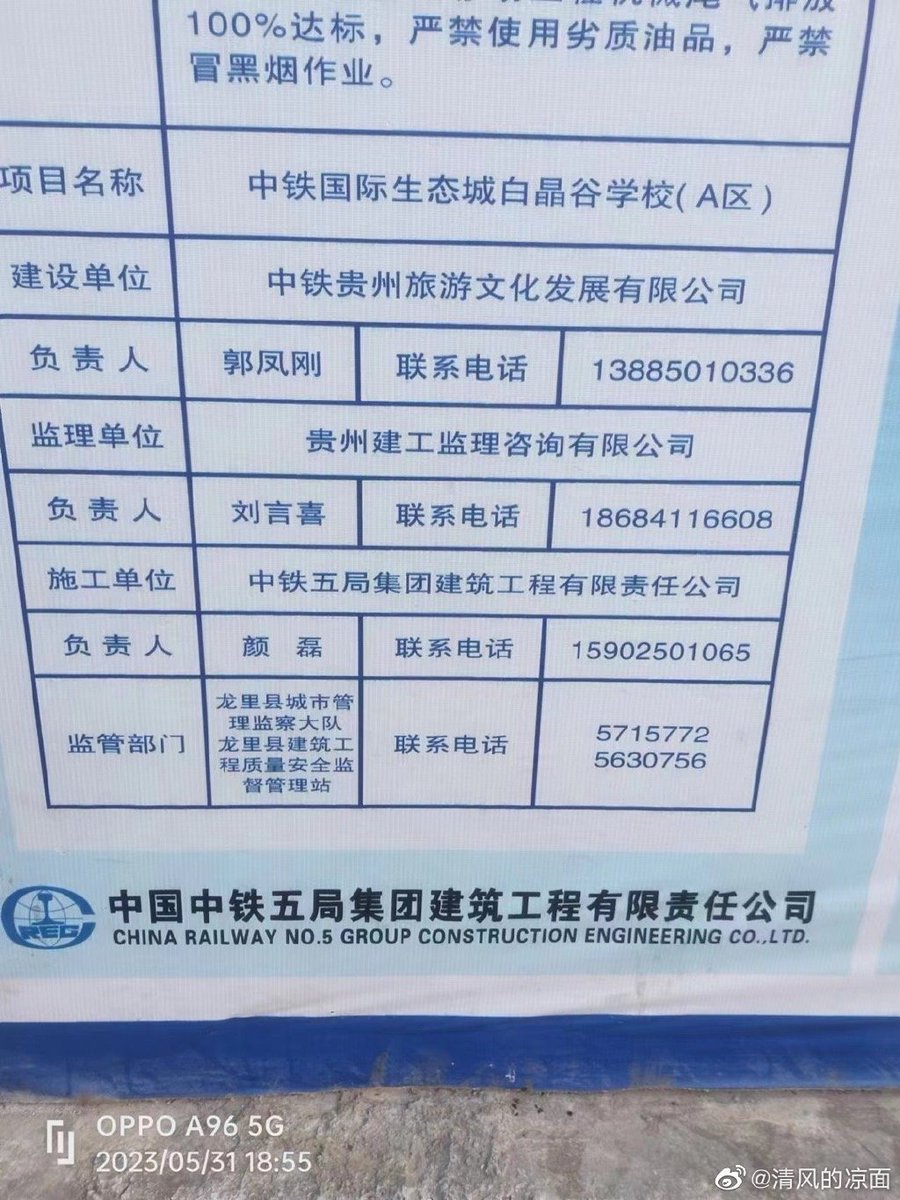 100%达标，严禁使用劣质油品，严禁
冒黑烟作业。
项目名称 中铁国际生态城白晶谷学校(A区)
建设单位 中铁贵州旅游文化发展有限公司
负责人 郭凤刚 联系电话 13885010336
监理单位 贵州建工监理咨询有限公司
负责人 刘言喜 联系电话 18684116608
施工单位 中铁五局集团建筑工程有限责任公司
负责人 颜磊 联系电话 15902501065
监管部门
龙里县城市管
理监察大队
龙里县建筑工
程质量安全监
督管理站
联系电话
5715772
5630756
CREG
中国中铁五局集团建筑工程有限责任公司
CHINA RAILWAY NO.5 GROUP CONSTRUCTION ENGINEERING CO.,LTD.
OPPO A96 5G
2023/05/31 18:55
@清风的凉面